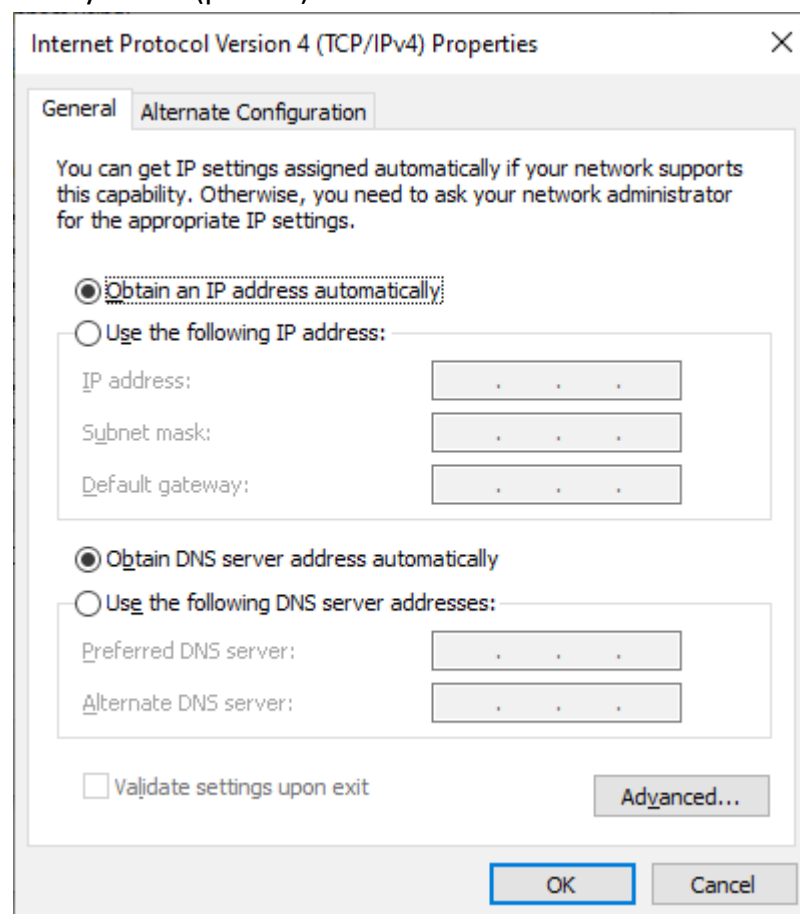 Internet Protocol Version 4 (TCP/IPv4) Properties
General Alternate Configuration
You can get IP settings assigned automatically if your network supports
this capability. Otherwise, you need to ask your network administrator
for the appropriate IP settings.
Obtain an IP address automatically
Use the following IP address:
IP address:
Subnet mask:
Default gateway:
Obtain DNS server address automatically
Use the following DNS server addresses:
Preferred DNS server:
Alternate DNS server:
Validate settings upon exit
Advanced...
OK Cancel